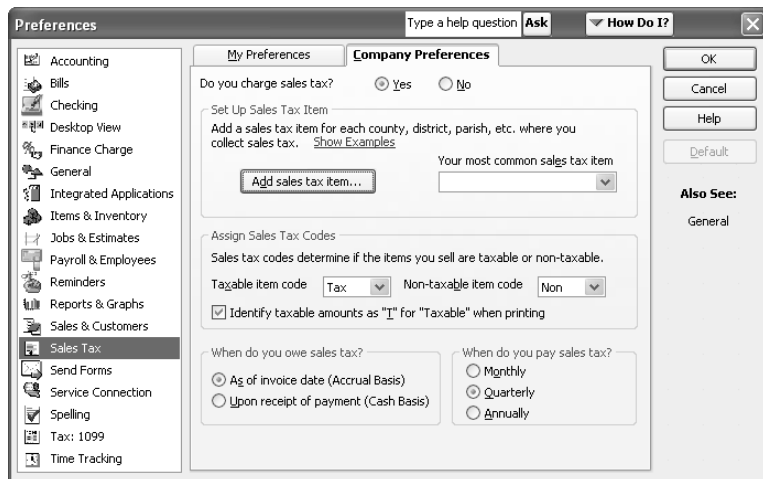 Preferences
Type a help question Ask
How Do I?
Accounting
Bills
Checking
Desktop View
Finance Charge
General
Integrated Applications
Items & Inventory
Jobs & Estimates
Payroll & Employees
Reminders
Reports & Graphs
Sales & Customers
Sales Tax
Send Forms
Service Connection
Spelling
Tax: 1099
Time Tracking
My Preferences
Company Preferences
Do you charge sales tax? Yes No
Set Up Sales Tax Item
Add a sales tax item for each county, district, parish, etc. where you
collect sales tax. Show Examples
Your most common sales tax item
Add sales tax item...
Assign Sales Tax Codes
Sales tax codes determine if the items you sell are taxable or non-taxable.
Taxable item code Tax Non-taxable item code Non
Identify taxable amounts as "T" for "Taxable" when printing
When do you owe sales tax?
As of invoice date (Accrual Basis)
Upon receipt of payment (Cash Basis)
When do you pay sales tax?
Monthly
Quarterly
Annually
OK
Cancel
Help
Default
Also See:
General